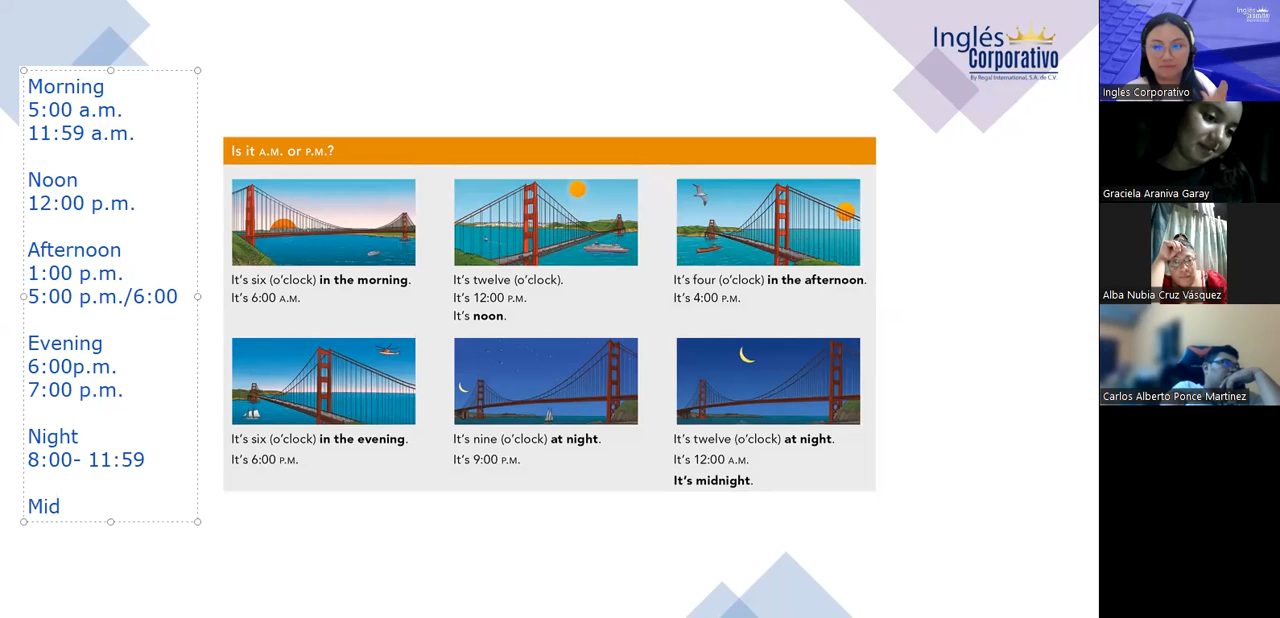 Morning
5:00 a.m.
11:59 a.m.
Noon
12:00 p.m.
Afternoon
1:00 p.m.
5:00 p.m./6:00
Evening
6:00p.m.
7:00 p.m.
Night
8:00- 11:59
Mid
Inglés
Corporativo
By Regal International, S.A. de C.V.
Is it A.M. or P.M.?
It's six (o'clock) in the morning.
It's 6:00 A.M.
It's twelve (o'clock).
It's 12:00 P.M.
It's noon.
It's four (o'clock) in the afternoon.
It's 4:00 P.M.
It's six (o'clock) in the evening.
It's 6:00 P.M.
It's nine (o'clock) at night.
It's 9:00 P.M.
It's twelve (o'clock) at night.
It's 12:00 A.M.
It's midnight.
Ingles Corporativo
Graciela Araniva Garay
Alba Nubia Cruz Vásquez
Carlos Alberto Ponce Martinez